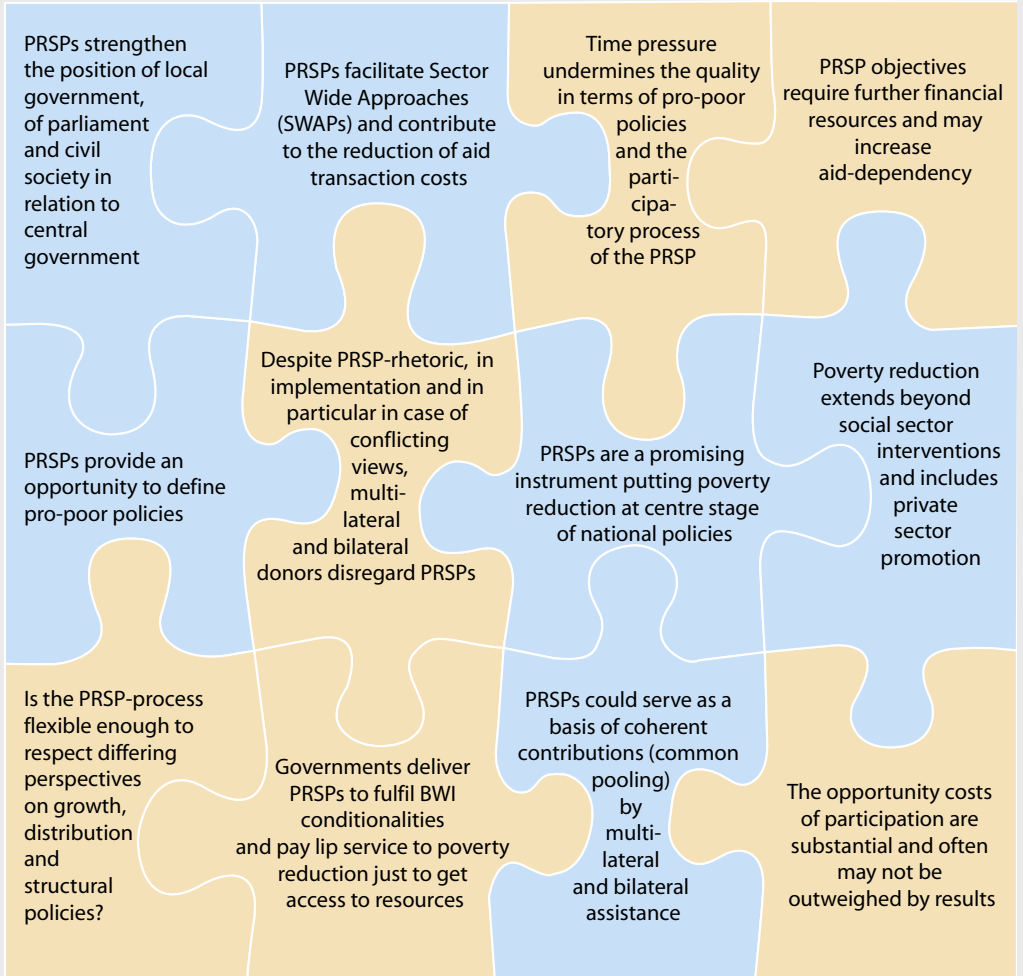 PRSPs strengthen
the position of local
government,
of parliament
and civil
society in
relation to
central
government
PRSPs facilitate Sector
Wide Approaches
(SWAPs) and contribute
to the reduction of aid
transaction costs
Time pressure
undermines the quality
in terms of pro-poor
policies
and the
parti-
cipa-
tory process
of the PRSP
PRSP objectives
require further financial
resources and may
increase
aid-dependency
PRSPs provide an
opportunity to define
pro-poor policies
Despite PRSP-rhetoric, in
implementation and in
particular in case of
conflicting
views,
multi-
lateral
and bilateral
donors disregard PRSPs
PRSPs are a promising
instrument putting poverty
reduction at centre stage
of national policies
Poverty reduction
extends beyond
social sector
interventions
and includes
private
sector
promotion
Is the PRSP-process
flexible enough to
respect differing
perspectives
on growth,
distribution
and
structural
policies?
Governments deliver
PRSPs to fulfil BWI
conditionalities
and pay lip service to poverty
reduction just to get
access to resources
PRSPs could serve as a
basis of coherent
contributions (common
pooling)
by
multi-
lateral
and bilateral
assistance
The opportunity costs
of participation are
substantial and often
may not be
outweighed by results